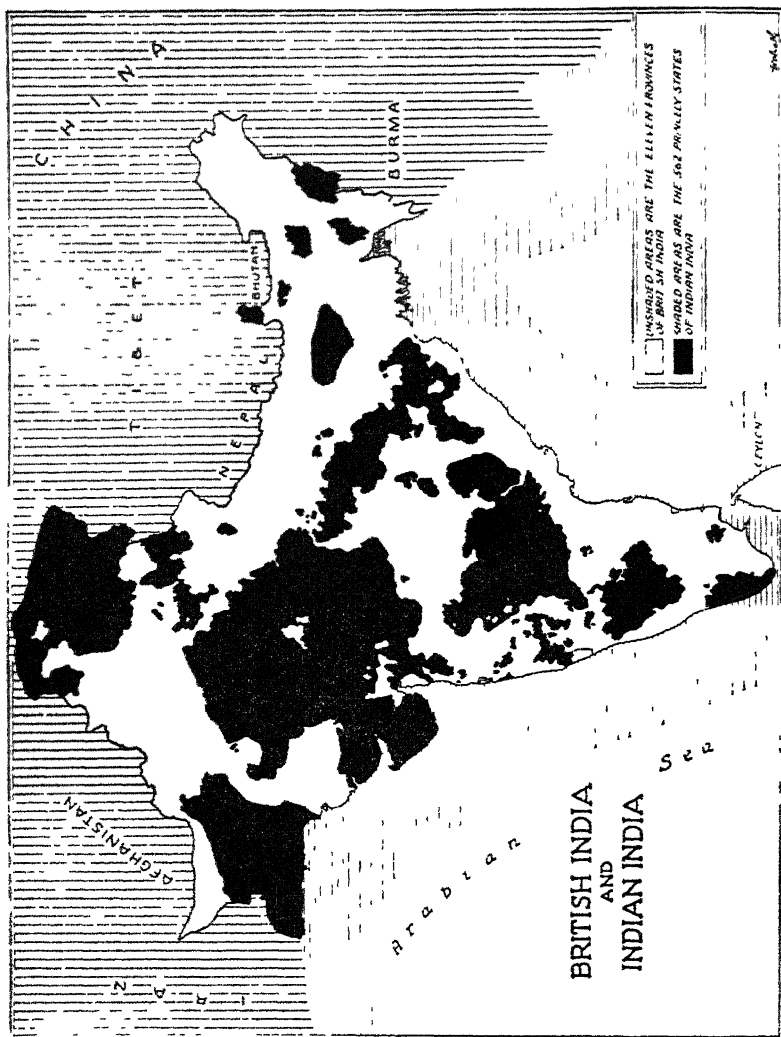 CHINA
TIBET
NEPAL
BHUTAN
BURMA
AFGHANISTAN
IRAN
Arabian
Sea
CEYLON
BRITISH INDIA
AND
INDIAN INDIA
UNSHADED AREAS ARE THE ELEVEN PROVINCES
OF BRITISH INDIA
SHADED AREAS ARE THE 562 PRINCELY STATES
OF INDIAN INDIA